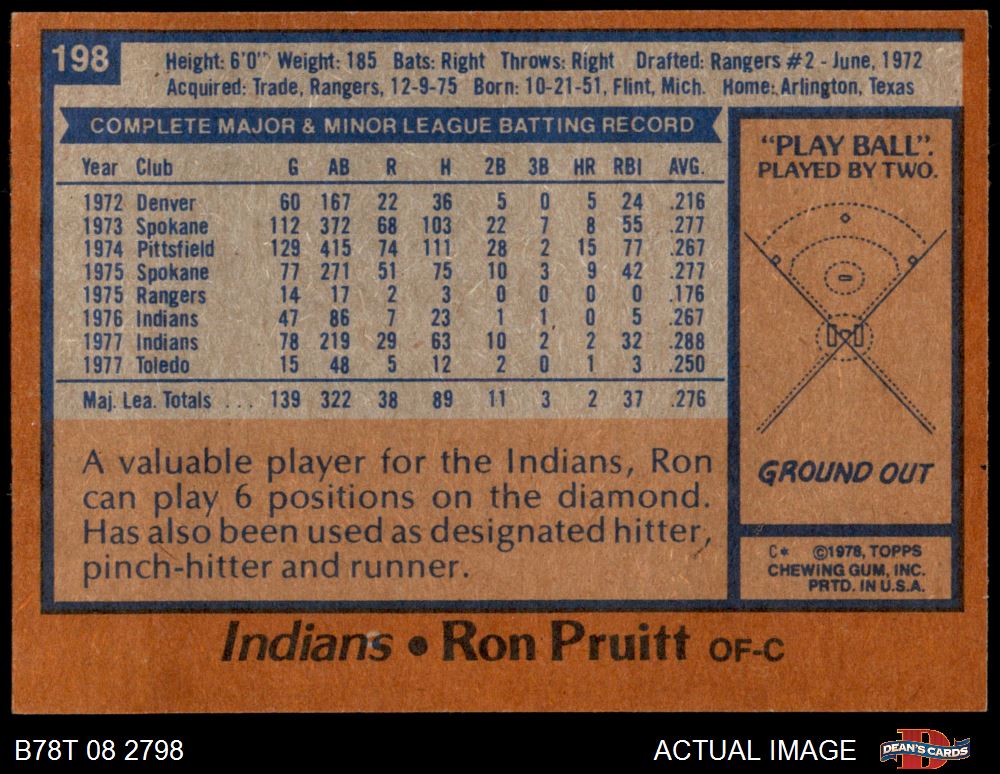 198
Height: 6'0" Weight: 185 Bats: Right Throws: Right Drafted: Rangers #2 - June, 1972
Acquired: Trade, Rangers, 12-9-75 Born: 10-21-51, Flint, Mich. Home: Arlington, Texas
COMPLETE MAJOR & MINOR LEAGUE BATTING RECORD
Year Club G AB R H 2B 3B HR RBI AVG.
1972 Denver 60 167 22 36 5 0 5 24 .216
1973 Spokane 112 372 68 103 22 7 8 55 .277
1974 Pittsfield 129 415 74 111 28 2 15 77 .267
1975 Spokane 77 271 51 75 10 3 9 42 .277
1975 Rangers 14 17 2 3 0 0 0 0 .176
1976 Indians 47 86 7 23 1 1 0 5 .267
1977 Indians 78 219 29 63 10 2 2 32 .288
1977 Toledo 15 48 5 12 2 0 1 3 .250
Maj. Lea. Totals ... 139 322 38 89 11 3 2 37 .276
A valuable player for the Indians, Ron
can play 6 positions on the diamond.
Has also been used as designated hitter,
pinch-hitter and runner.
"PLAY BALL".
PLAYED BY TWO.
GROUND OUT
C* ©1978, TOPPS
CHEWING GUM, INC.
PRTD. IN U.S.A.
Indians • Ron Pruitt OF-C
B78T 08 2798
ACTUAL IMAGE
DEAN'S CARDS